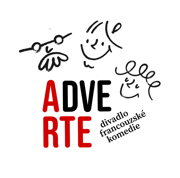 ADVE
RTE
divadlo
francouzské
komedie